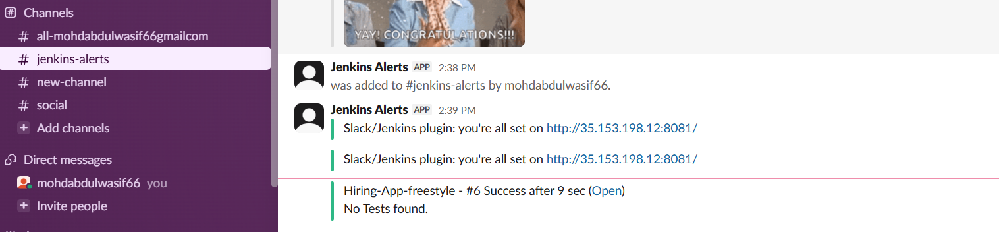 Channels
# all-mohdabdulwasif66gmailcom
# jenkins-alerts
# new-channel
# social
+ Add channels
Direct messages
mohdabdulwasif66 you
+ Invite people
YAY! CONGRATULATIONS!!!
Jenkins Alerts APP 2:38 PM
was added to #jenkins-alerts by mohdabdulwasif66.
Jenkins Alerts APP 2:39 PM
Slack/Jenkins plugin: you're all set on http://35.153.198.12:8081/
Slack/Jenkins plugin: you're all set on http://35.153.198.12:8081/
Hiring-App-freestyle - #6 Success after 9 sec (Open)
No Tests found.